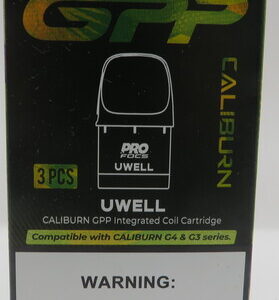 GPP
CALIBURN
PRO
FOCS
UWELL
3 PCS
UWELL
CALIBURN GPP Integrated Coil Cartridge
Compatible with CALIBURN G4 & G3 series.
WARNING: